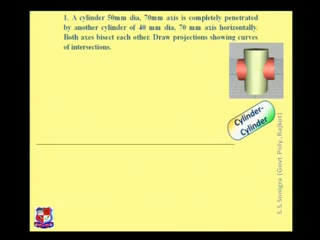 1. A cylinder 50mm dia, 70mm axis is completely penetrated
by another cylinder of 40 mm dia, 70 mm axis horizontally.
Both axes bisect each other. Draw projections showing curves
of intersections.
Cylinder-
Cylinder
S.S.Sonigra (Govt.Poly.,Rajkot)